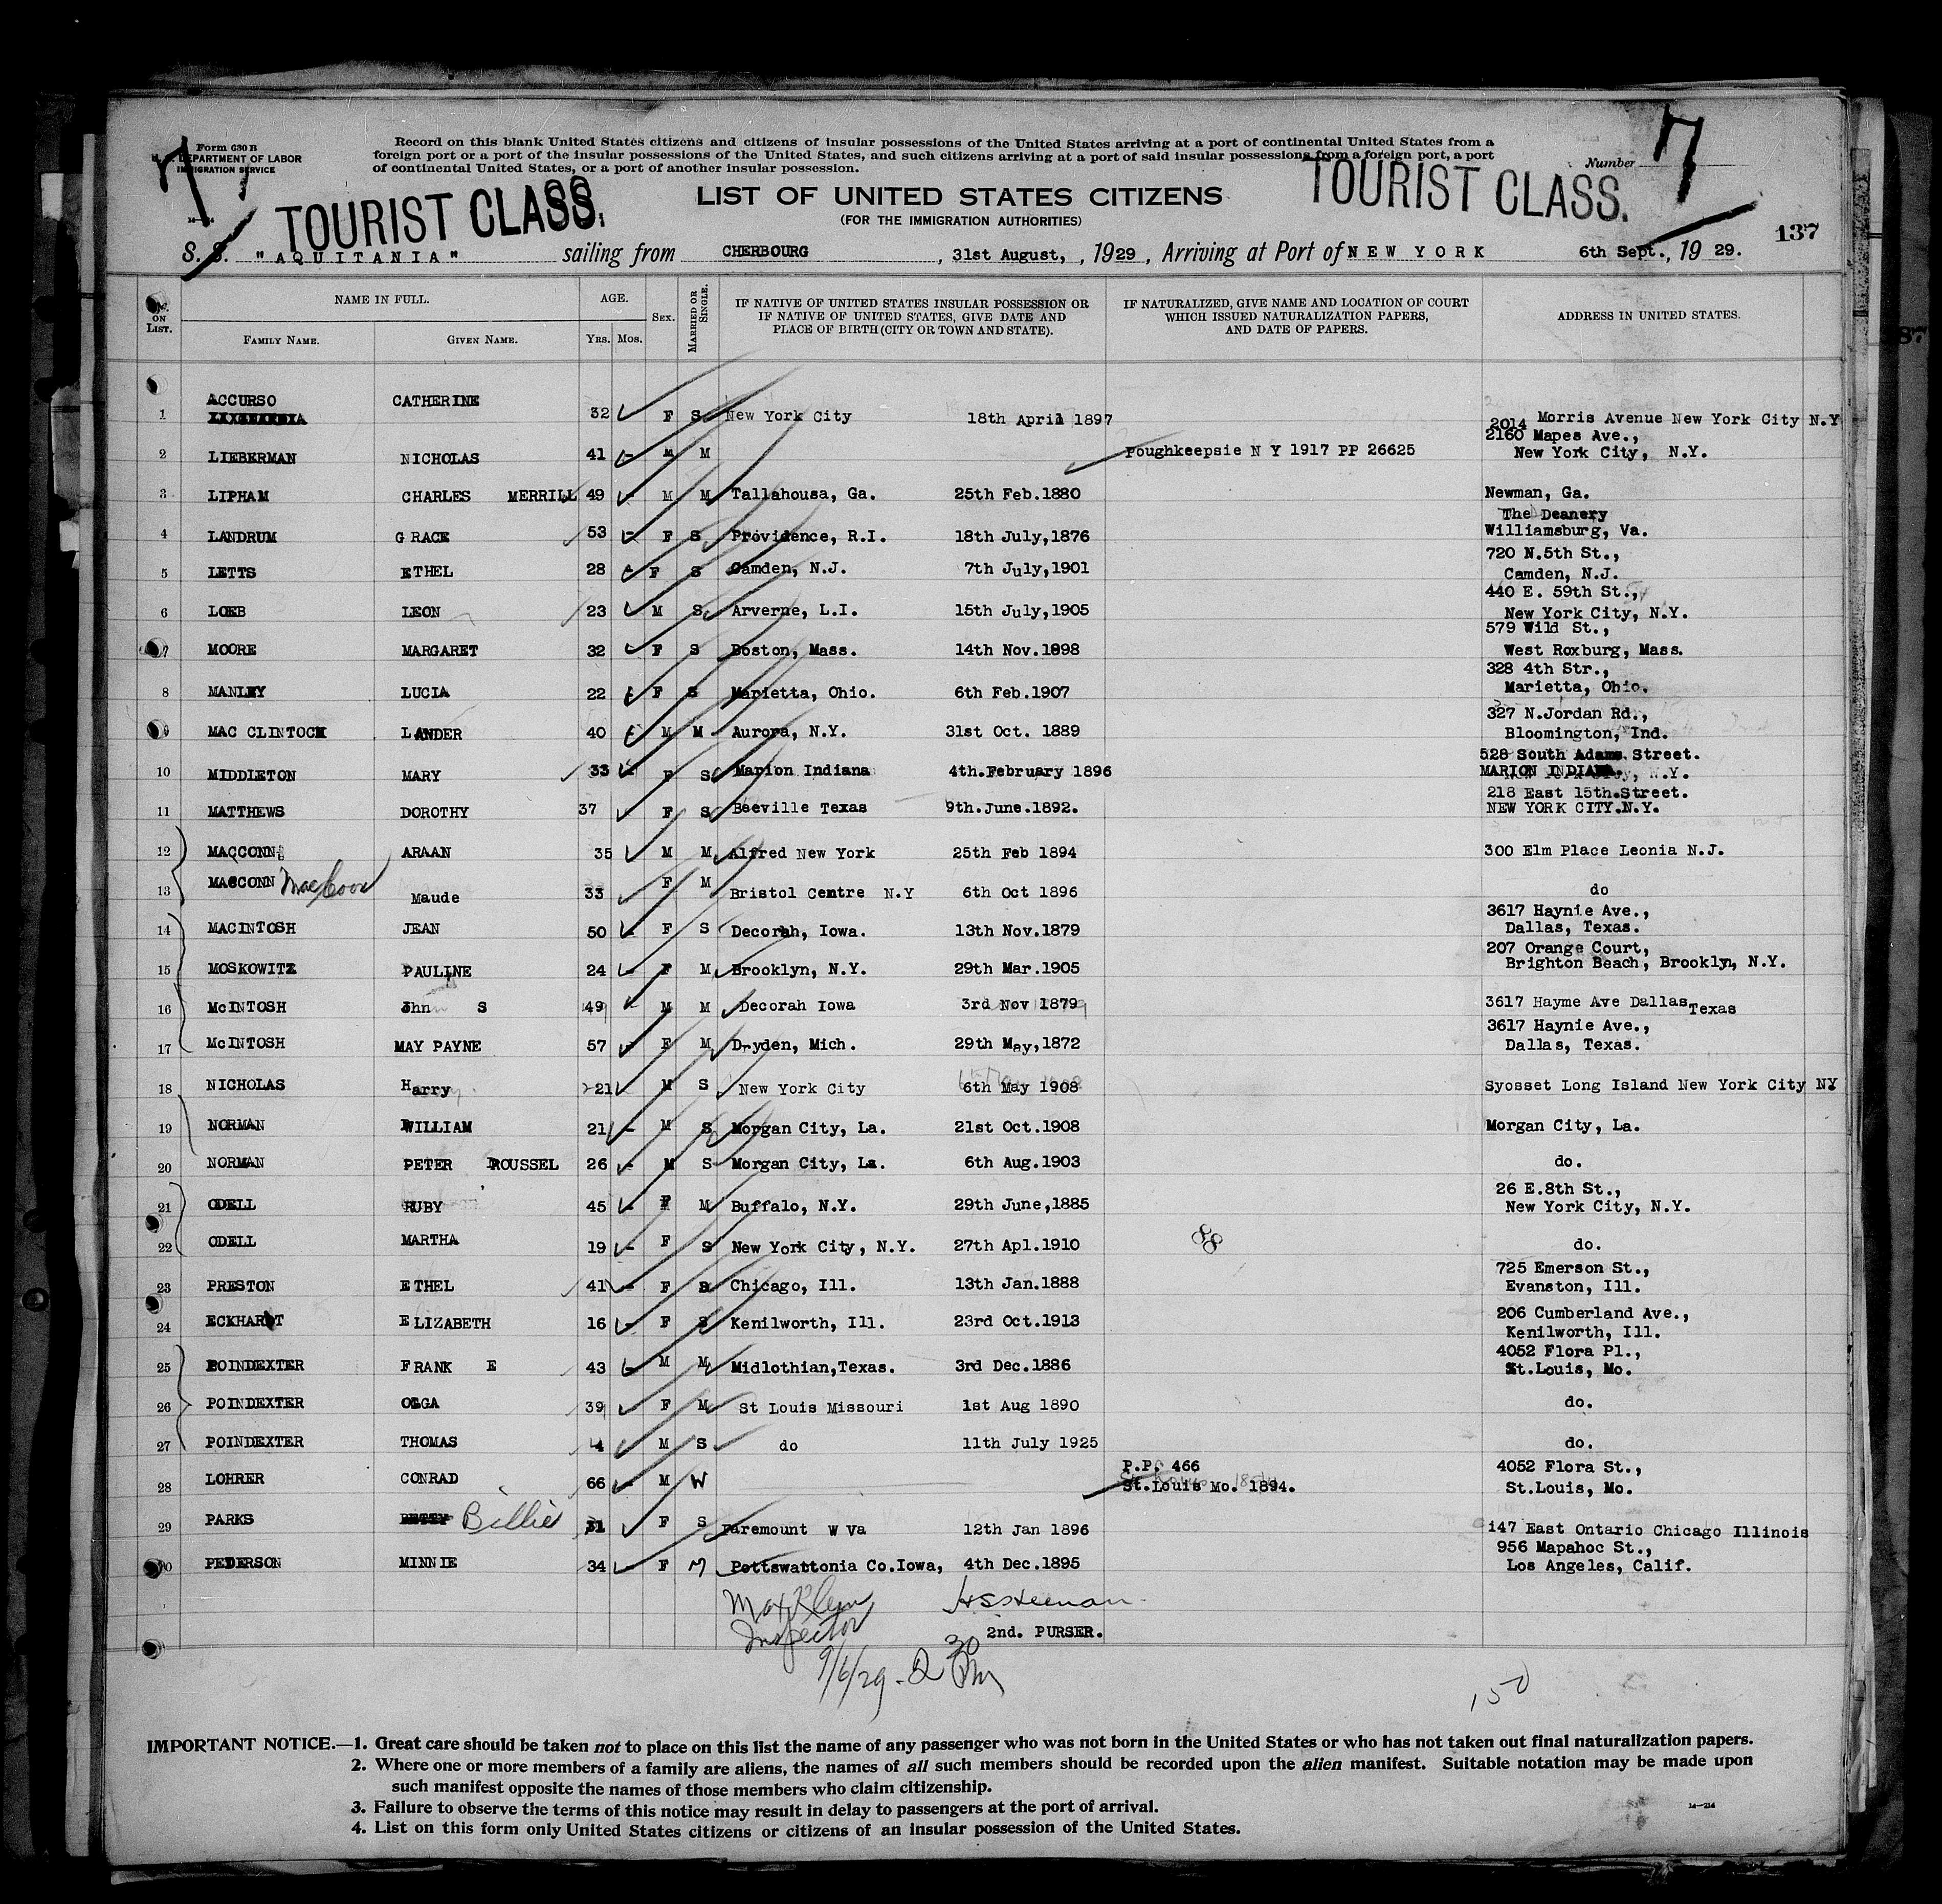 Form 630 B
DEPARTMENT OF LABOR
IMMIGRATION SERVICE
Record on this blank United States citizens and citizens of insular possessions of the United States arriving at a port of continental United States from a
foreign port or a port of the insular possessions of the United States, and such citizens arriving at a port of said insular possessions from a foreign port, a port
of continental United States, or a port of another insular possession.
Number 7
7
TOURIST CLASS.
LIST OF UNITED STATES CITIZENS
TOURIST CLASS.
(FOR THE IMMIGRATION AUTHORITIES)
137
S. S. "AQUITANIA" sailing from CHERBOURG, 31st August, , 1929, Arriving at Port of NEW YORK 6th Sept., 19 29.
No. ON LIST. NAME IN FULL. AGE. SEX. MARRIED OR SINGLE. IF NATIVE OF UNITED STATES INSULAR POSSESSION OR IF NATIVE OF UNITED STATES, GIVE DATE AND PLACE OF BIRTH (CITY OR TOWN AND STATE). IF NATURALIZED, GIVE NAME AND LOCATION OF COURT WHICH ISSUED NATURALIZATION PAPERS, AND DATE OF PAPERS. ADDRESS IN UNITED STATES.
FAMILY NAME. GIVEN NAME. YRS. MOS.
1 ACCURSO CATHERINE 32 F S New York City 18th April 1897 2014 Morris Avenue New York City N.Y
2 LIEBERMAN NICHOLAS 41 - M M Poughkeepsie N Y 1917 PP 26625 2160 Mapes Ave., New York City, N.Y.
3 LIPHAM CHARLES MERRILL 49 - M M Tallahousa, Ga. 25th Feb.1880 Newman, Ga.
4 LANDRUM GRACE 53 - F S Providence, R.I. 18th July,1876 The Deanery Williamsburg, Va.
5 LETTS ETHEL 28 - F S Camden, N.J. 7th July,1901 720 N.5th St., Camden, N.J.
6 LOEB LEON 23 - M S Arverne, L.I. 15th July,1905 440 E. 59th St., New York City, N.Y.
7 MOORE MARGARET 32 - F S Boston, Mass. 14th Nov.1898 579 Wild St., West Roxburg, Mass.
8 MANLEY LUCIA 22 - F S Marietta, Ohio. 6th Feb.1907 328 4th Str., Marietta, Ohio.
9 MAC CLINTOCK LANDER 40 - M M Aurora, N.Y. 31st Oct. 1889 327 N.Jordan Rd., Bloomington, Ind.
10 MIDDLETON MARY 33 - F S Marion Indiana 4th.February 1896 528 South Adams Street. MARION INDIANA.
11 MATTHEWS DOROTHY 37 F S Beeville Texas 9th.June.1892. 218 East 15th.Street. NEW YORK CITY.N.Y.
12 MACCONN ARAAN 35 M M Alfred New York 25th Feb 1894 300 Elm Place Leonia N.J.
13 MACCONN MacCoon Maude 33 F M Bristol Centre N.Y 6th Oct 1896 do
14 MACINTOSH JEAN 50 - F S Decorah, Iowa. 13th Nov.1879 3617 Haynie Ave., Dallas, Texas.
15 MOSKOWITZ PAULINE 24 - F M Brooklyn, N.Y. 29th Mar.1905 207 Orange Court, Brighton Beach, Brooklyn, N.Y.
16 McINTOSH Jhn S 49 M M Decorah Iowa 3rd Nov 1879 3617 Hayme Ave Dallas Texas
17 McINTOSH MAY PAYNE 57 - F M Dryden, Mich. 29th May,1872 3617 Haynie Ave., Dallas, Texas.
18 NICHOLAS Harry 21 M S New York City 6th May 1908 Syosset Long Island New York City NY
19 NORMAN WILLIAM 21 - M S Morgan City, La. 21st Oct.1908 Morgan City, La.
20 NORMAN PETER ROUSSEL 26 - M S Morgan City, La. 6th Aug.1903 do.
21 ODELL RUBY 45 - F M Buffalo, N.Y. 29th June,1885 26 E.8th St., New York City, N.Y.
22 ODELL MARTHA 19 - F S New York City, N.Y. 27th Apl.1910 do.
23 PRESTON ETHEL 41 - F S Chicago, Ill. 13th Jan.1888 725 Emerson St., Evanston, Ill.
24 ECKHARDT ELIZABETH 16 - F S Kenilworth, Ill. 23rd Oct.1913 206 Cumberland Ave., Kenilworth, Ill.
25 POINDEXTER FRANK E 43 - M M Midlothian,Texas. 3rd Dec.1886 4052 Flora Pl., St.Louis, Mo.
26 POINDEXTER OLGA 39 F M St Louis Missouri 1st Aug 1890 do.
27 POINDEXTER THOMAS 4 M S do 11th July 1925 do.
28 LOHRER CONRAD 66 - M W P.P. 466 St.Louis Mo. 1894. 4052 Flora St., St.Louis, Mo.
29 PARKS BETTY Billie 31 F S Faremount W Va 12th Jan 1896 147 East Ontario Chicago Illinois
30 PEDERSON MINNIE 34 - F M Pottswattonia Co.Iowa, 4th Dec.1895 956 Mapahoc St., Los Angeles, Calif.
Max Klein
Inspector
2nd. PURSER.
9/6/29 - 2 30 PM
150
IMPORTANT NOTICE.—1. Great care should be taken not to place on this list the name of any passenger who was not born in the United States or who has not taken out final naturalization papers.
2. Where one or more members of a family are aliens, the names of all such members should be recorded upon the alien manifest. Suitable notation may be made upon
such manifest opposite the names of those members who claim citizenship.
3. Failure to observe the terms of this notice may result in delay to passengers at the port of arrival.
14—214
4. List on this form only United States citizens or citizens of an insular possession of the United States.